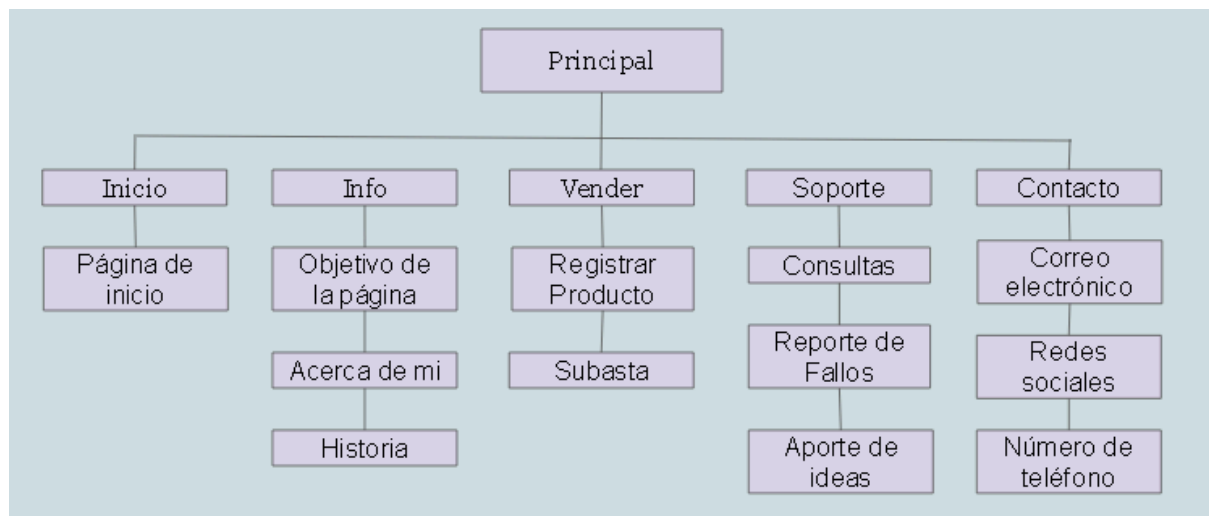 Principal
Inicio
Info
Vender
Soporte
Contacto
Página de
inicio
Objetivo de
la página
Registrar
Producto
Consultas
Correo
electrónico
Acerca de mi
Subasta
Reporte de
Fallos
Redes
sociales
Historia
Aporte de
ideas
Número de
teléfono